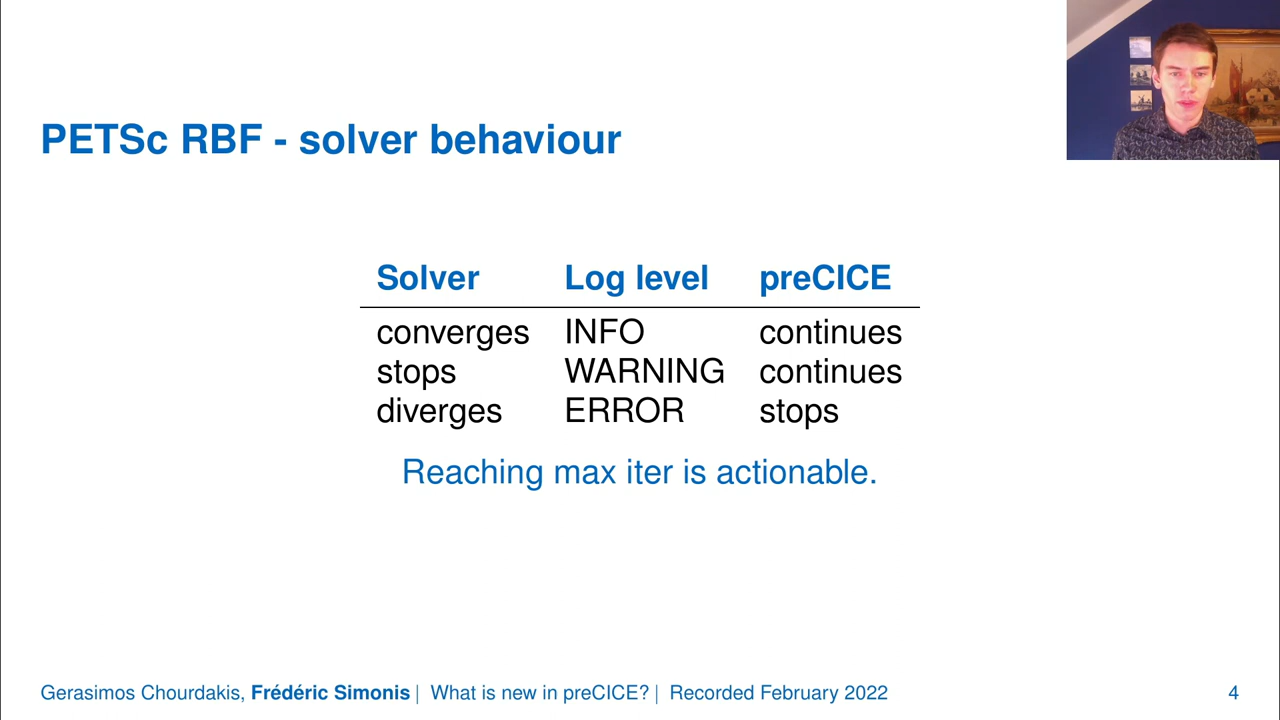 PETSc RBF - solver behaviour
Solver Log level preCICE
converges INFO continues
stops WARNING continues
diverges ERROR stops
Reaching max iter is actionable.
Gerasimos Chourdakis, Frédéric Simonis | What is new in preCICE? | Recorded February 2022 4